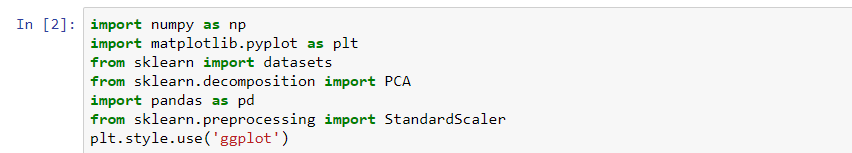 In [2]: import numpy as np
import matplotlib.pyplot as plt
from sklearn import datasets
from sklearn.decomposition import PCA
import pandas as pd
from sklearn.preprocessing import StandardScaler
plt.style.use('ggplot')